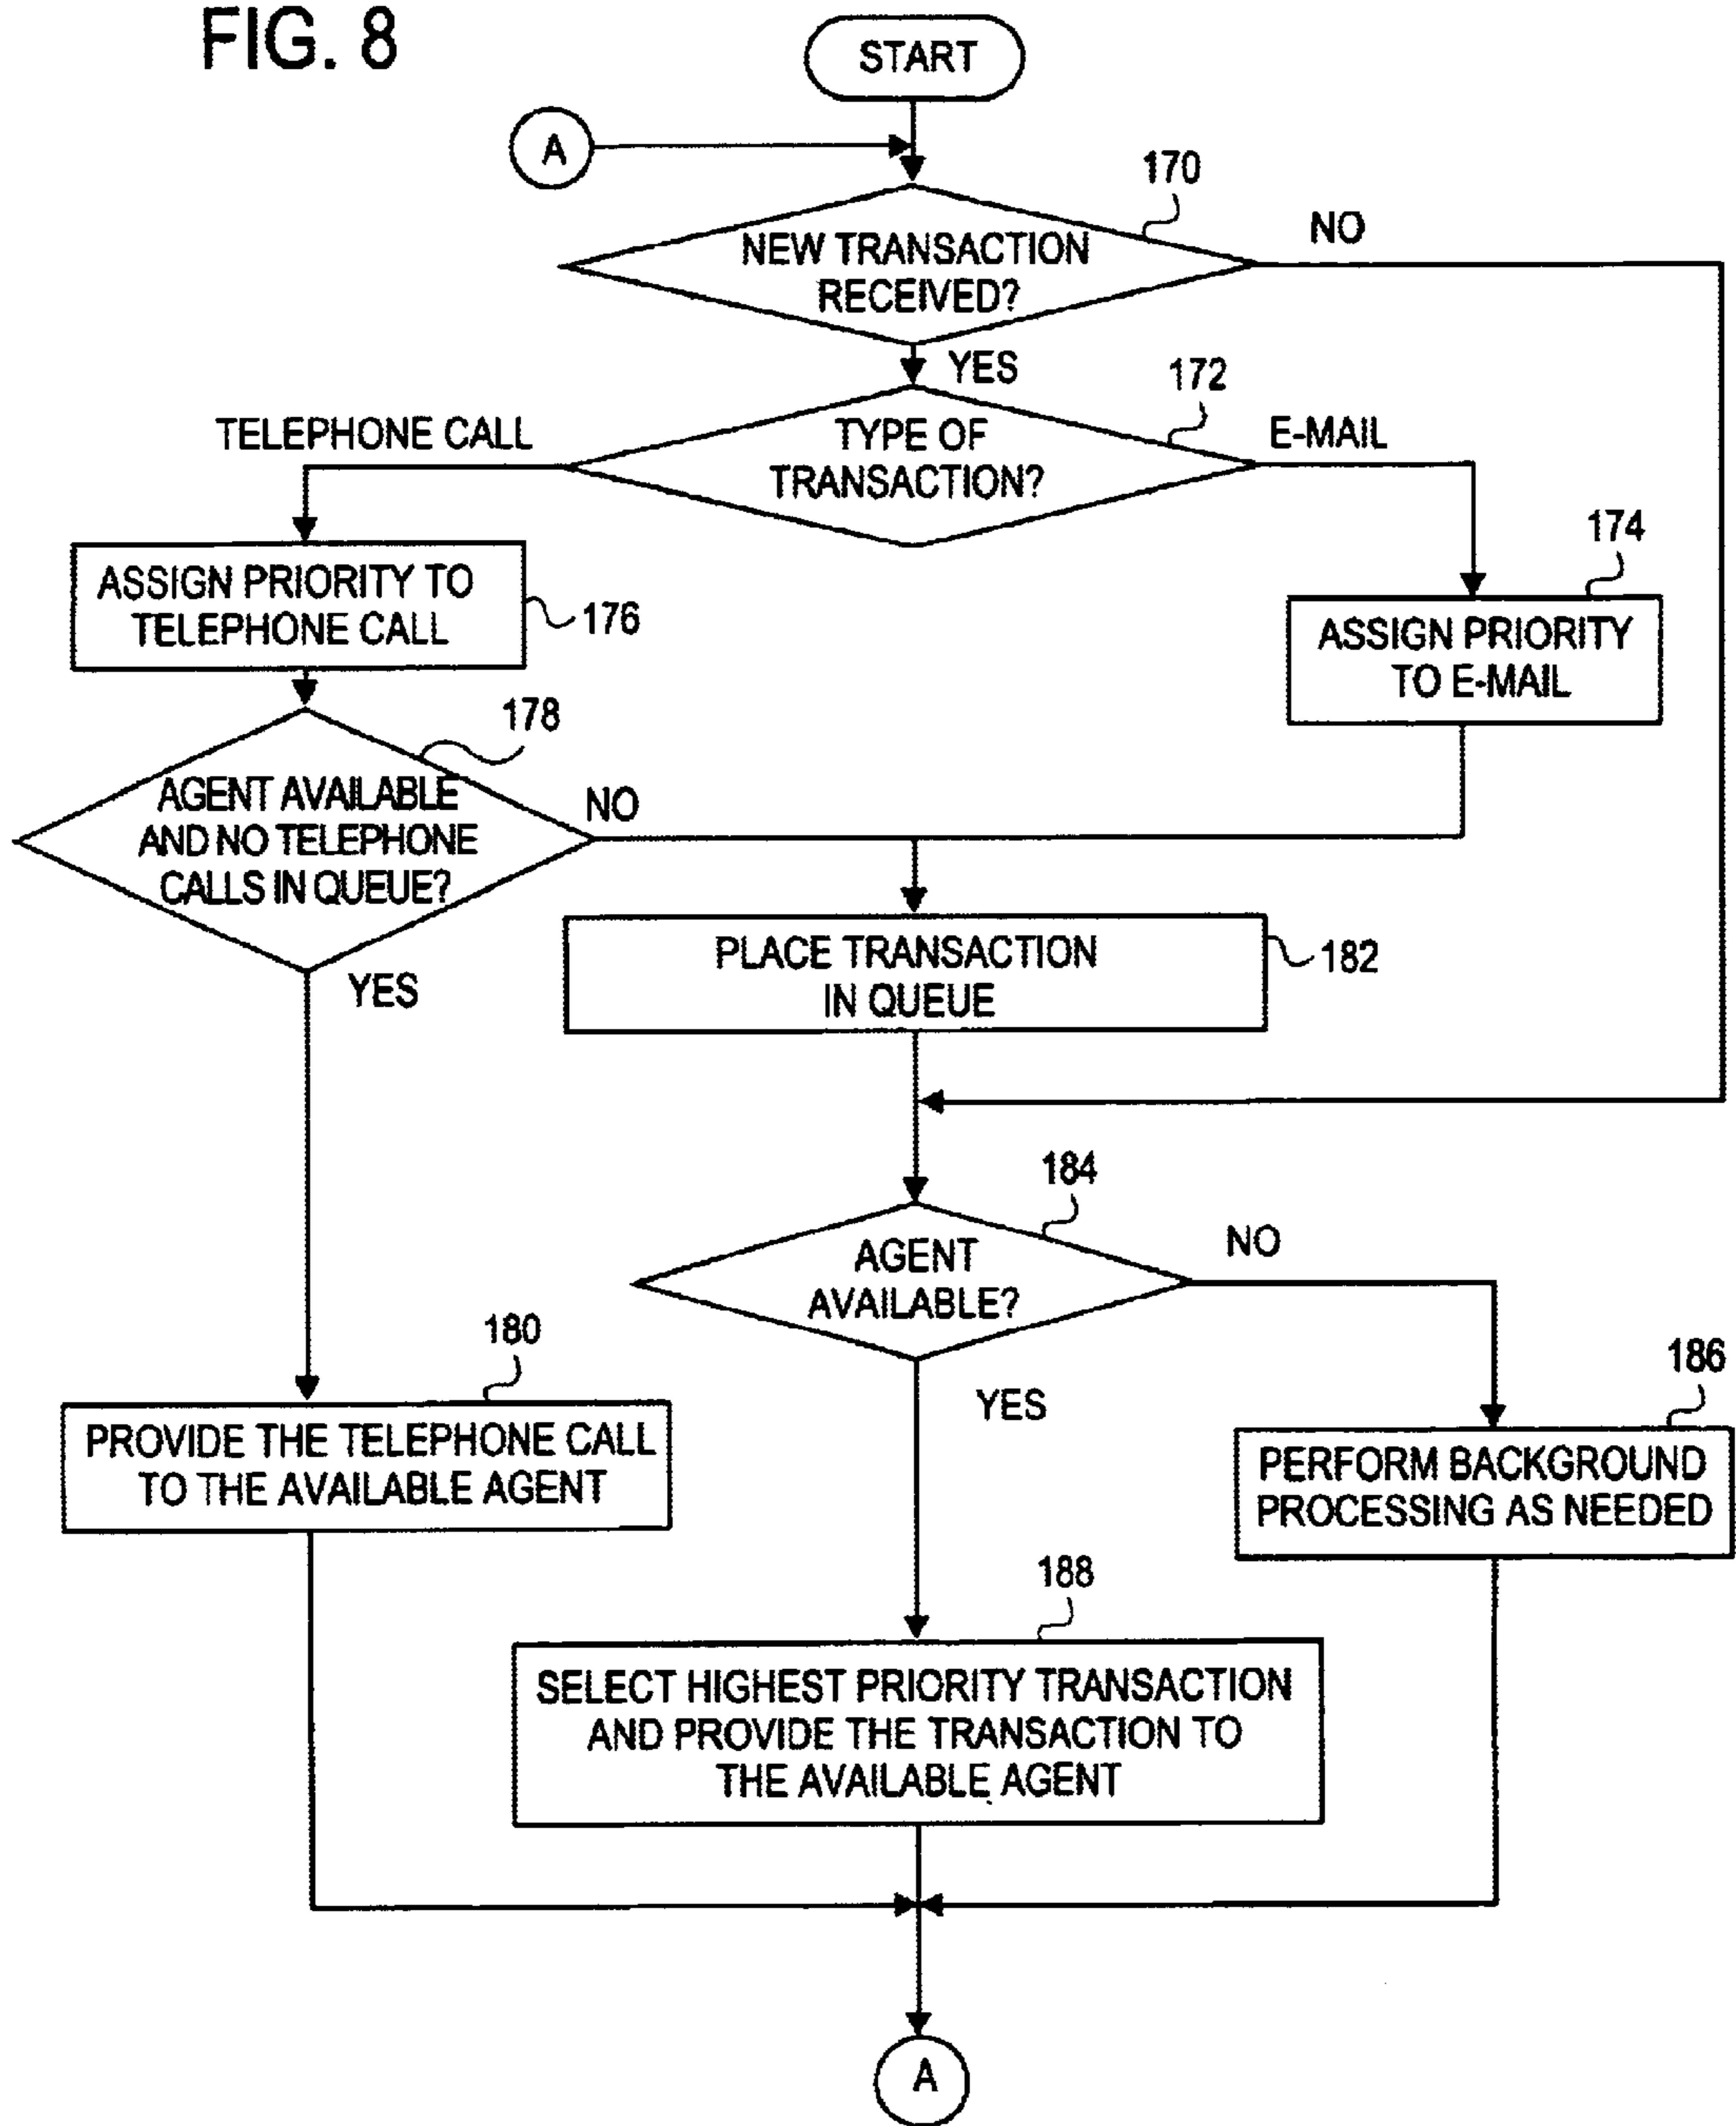 FIG. 8
START
A
170
NEW TRANSACTION
RECEIVED?
NO
YES
172
TELEPHONE CALL
TYPE OF
TRANSACTION?
E-MAIL
174
ASSIGN PRIORITY TO
TELEPHONE CALL
176
ASSIGN PRIORITY
TO E-MAIL
178
AGENT AVAILABLE
AND NO TELEPHONE
CALLS IN QUEUE?
NO
YES
PLACE TRANSACTION
IN QUEUE
182
184
AGENT
AVAILABLE?
NO
YES
180
PROVIDE THE TELEPHONE CALL
TO THE AVAILABLE AGENT
186
PERFORM BACKGROUND
PROCESSING AS NEEDED
188
SELECT HIGHEST PRIORITY TRANSACTION
AND PROVIDE THE TRANSACTION TO
THE AVAILABLE AGENT
A